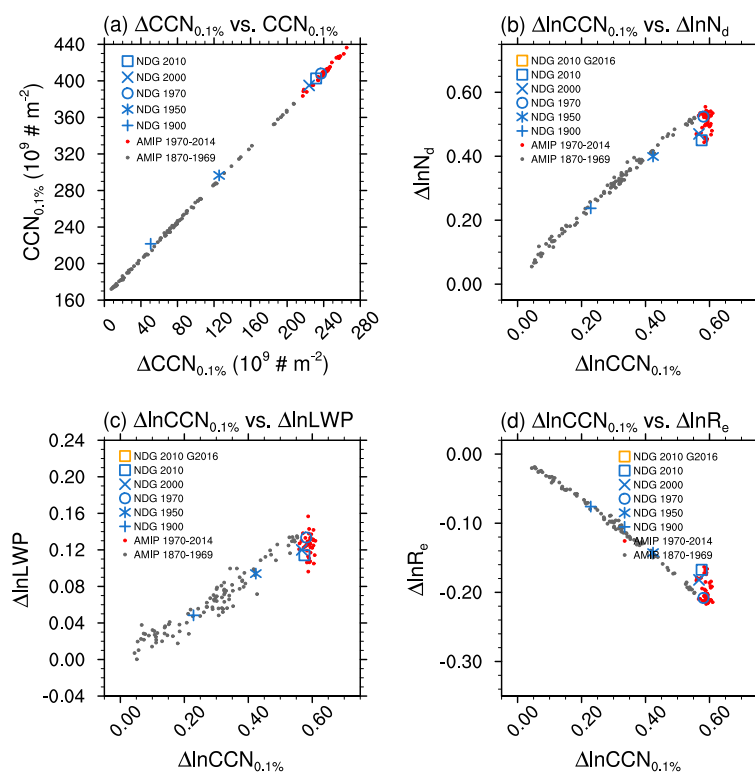 (a) ΔCCN0.1% vs. CCN0.1%
440
400
360
320
280
240
200
160
CCN0.1% (10^9 # m^-2)
NDG 2010
NDG 2000
NDG 1970
NDG 1950
NDG 1900
AMIP 1970-2014
AMIP 1870-1969
0
40
80
120
160
200
240
280
ΔCCN0.1% (10^9 # m^-2)
(b) ΔlnCCN0.1% vs. ΔlnNd
0.60
0.40
0.20
0.00
ΔlnNd
NDG 2010 G2016
NDG 2010
NDG 2000
NDG 1970
NDG 1950
NDG 1900
AMIP 1970-2014
AMIP 1870-1969
0.00
0.20
0.40
0.60
ΔlnCCN0.1%
(c) ΔlnCCN0.1% vs. ΔlnLWP
0.24
0.20
0.16
0.12
0.08
0.04
0.00
-0.04
ΔlnLWP
NDG 2010 G2016
NDG 2010
NDG 2000
NDG 1970
NDG 1950
NDG 1900
AMIP 1970-2014
AMIP 1870-1969
0.00
0.20
0.40
0.60
ΔlnCCN0.1%
(d) ΔlnCCN0.1% vs. ΔlnRe
0.00
-0.10
-0.20
-0.30
ΔlnRe
NDG 2010 G2016
NDG 2010
NDG 2000
NDG 1970
NDG 1950
NDG 1900
AMIP 1970-2014
AMIP 1870-1969
0.00
0.20
0.40
0.60
ΔlnCCN0.1%